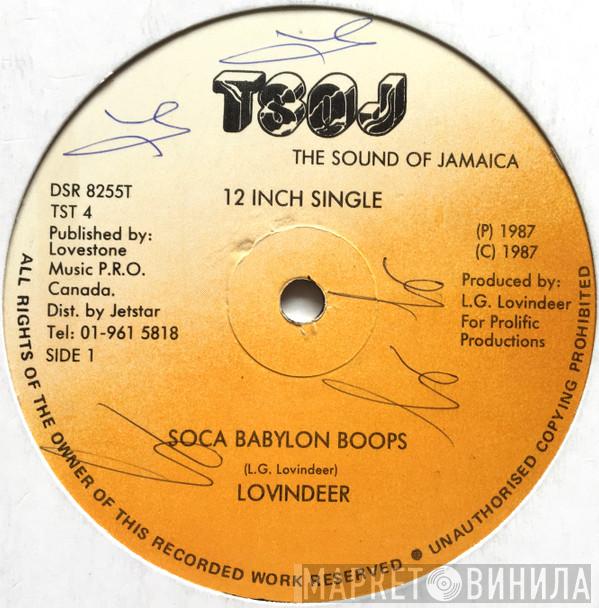 TSOJ
THE SOUND OF JAMAICA
12 INCH SINGLE
DSR 8255T
TST 4
Published by:
Lovestone
Music P.R.O.
Canada.
Dist. by Jetstar
Tel: 01-961 5818
SIDE 1
(P) 1987
(C) 1987
Produced by:
L.G. Lovindeer
For Prolific
Productions
SOCA BABYLON BOOPS
(L.G. Lovindeer)
LOVINDEER
ALL RIGHTS OF THE OWNER OF THIS RECORDED WORK RESERVED ● UNAUTHORISED COPYING PROHIBITED
МАРКЕТ ВИНИЛА